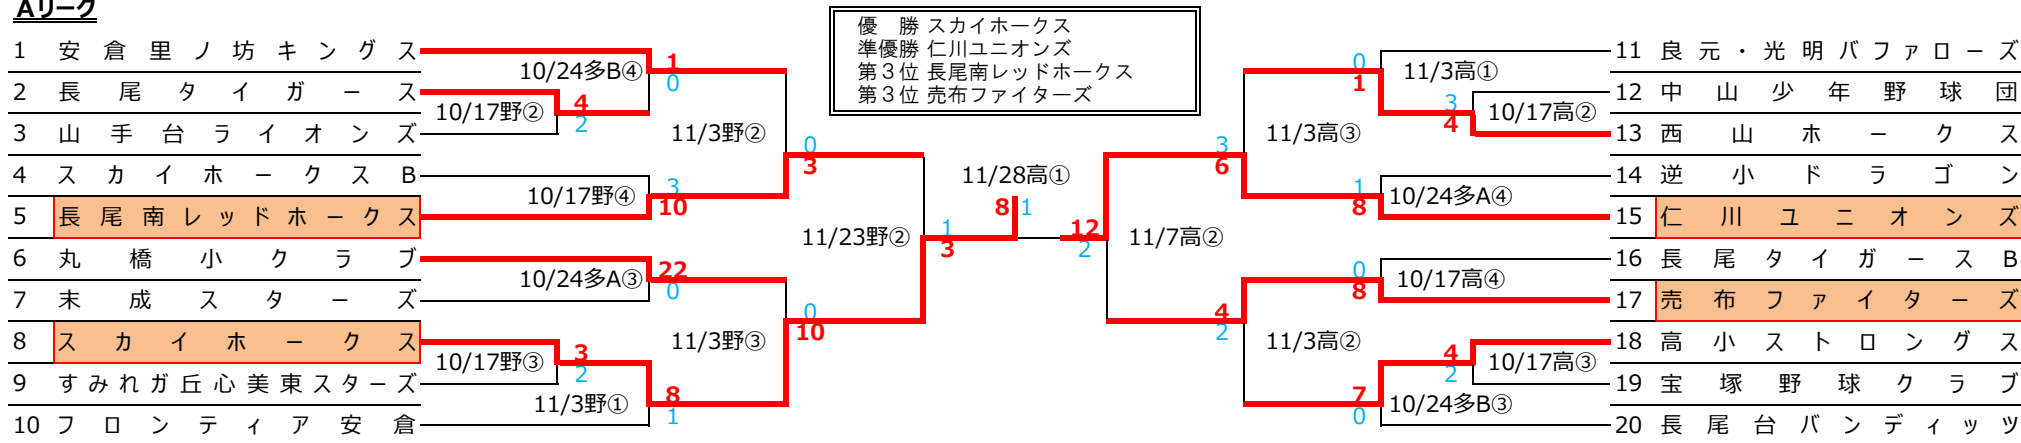 Aリーグ
優　勝 スカイホークス
準優勝 仁川ユニオンズ
第３位 長尾南レッドホークス
第３位 売布ファイターズ
1 安倉里ノ坊キングス
2 長尾タイガース
3 山手台ライオンズ
4 スカイホークスB
5 長尾南レッドホークス
6 丸橋小クラブ
7 末成スターズ
8 スカイホークス
9 すみれガ丘心美東スターズ
10 フロンティア安倉
10/17野②
4
2
10/17野③
3
2
10/24多B④
1
0
10/17野④
3
10
10/24多A③
22
0
11/3野①
8
1
11/3野②
0
3
11/3野③
0
10
11/23野②
1
3
11/28高①
8 1
12
2
11/7高②
3
6
11/3高③
4
2
11/3高②
0
1
11/3高①
1
8
10/24多A④
0
8
10/17高④
7
0
10/24多B③
3
4
10/17高②
4
2
10/17高③
11 良元・光明バファローズ
12 中山少年野球団
13 西山ホークス
14 逆小ドラゴン
15 仁川ユニオンズ
16 長尾タイガースB
17 売布ファイターズ
18 高小ストロングス
19 宝塚野球クラブ
20 長尾台バンディッツ